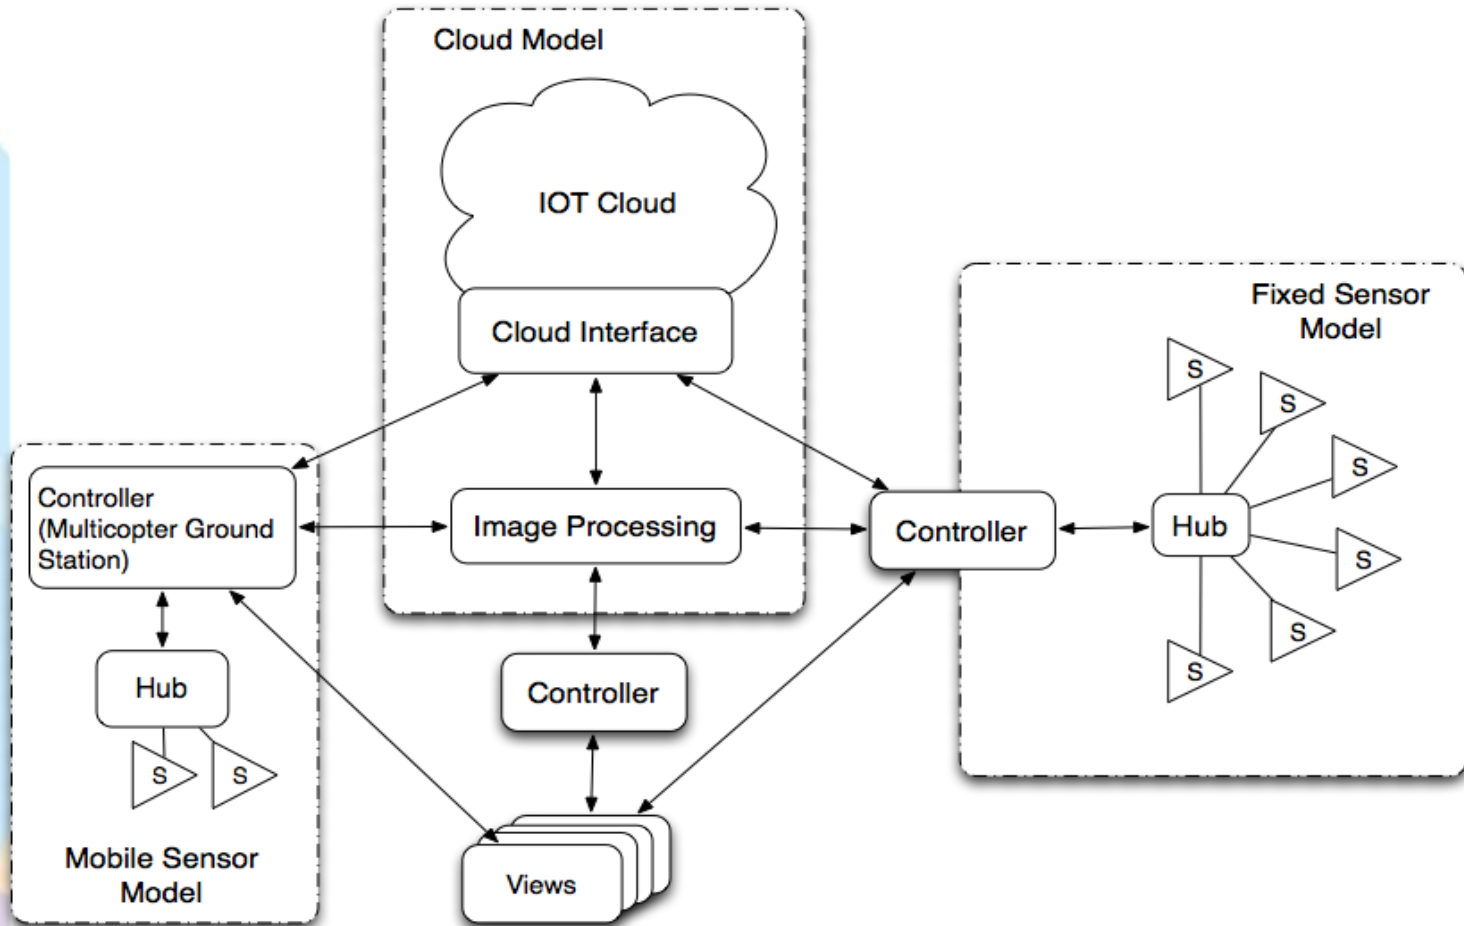 Cloud Model
IOT Cloud
Cloud Interface
Fixed Sensor
Model
S
S
S
S
S
S
Controller
(Multicopter Ground
Station)
Image Processing
Controller
Hub
Hub
S
S
Controller
Mobile Sensor
Model
Views